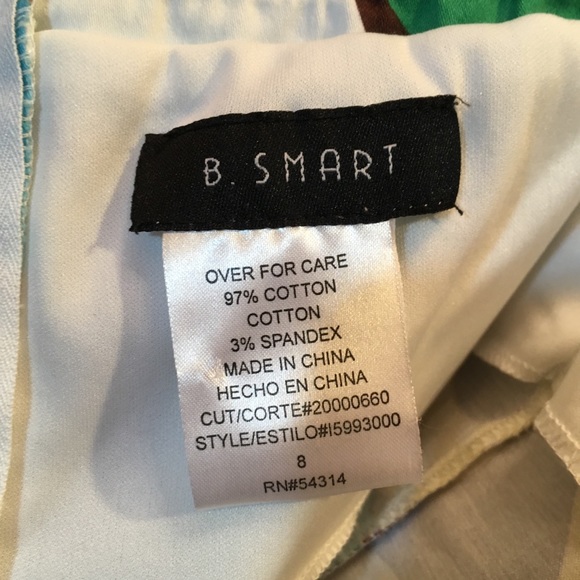 B. SMART
OVER FOR CARE
97% COTTON
COTTON
3% SPANDEX
MADE IN CHINA
HECHO EN CHINA
CUT/CORTE#20000660
STYLE/ESTILO#I5993000
8
RN#54314